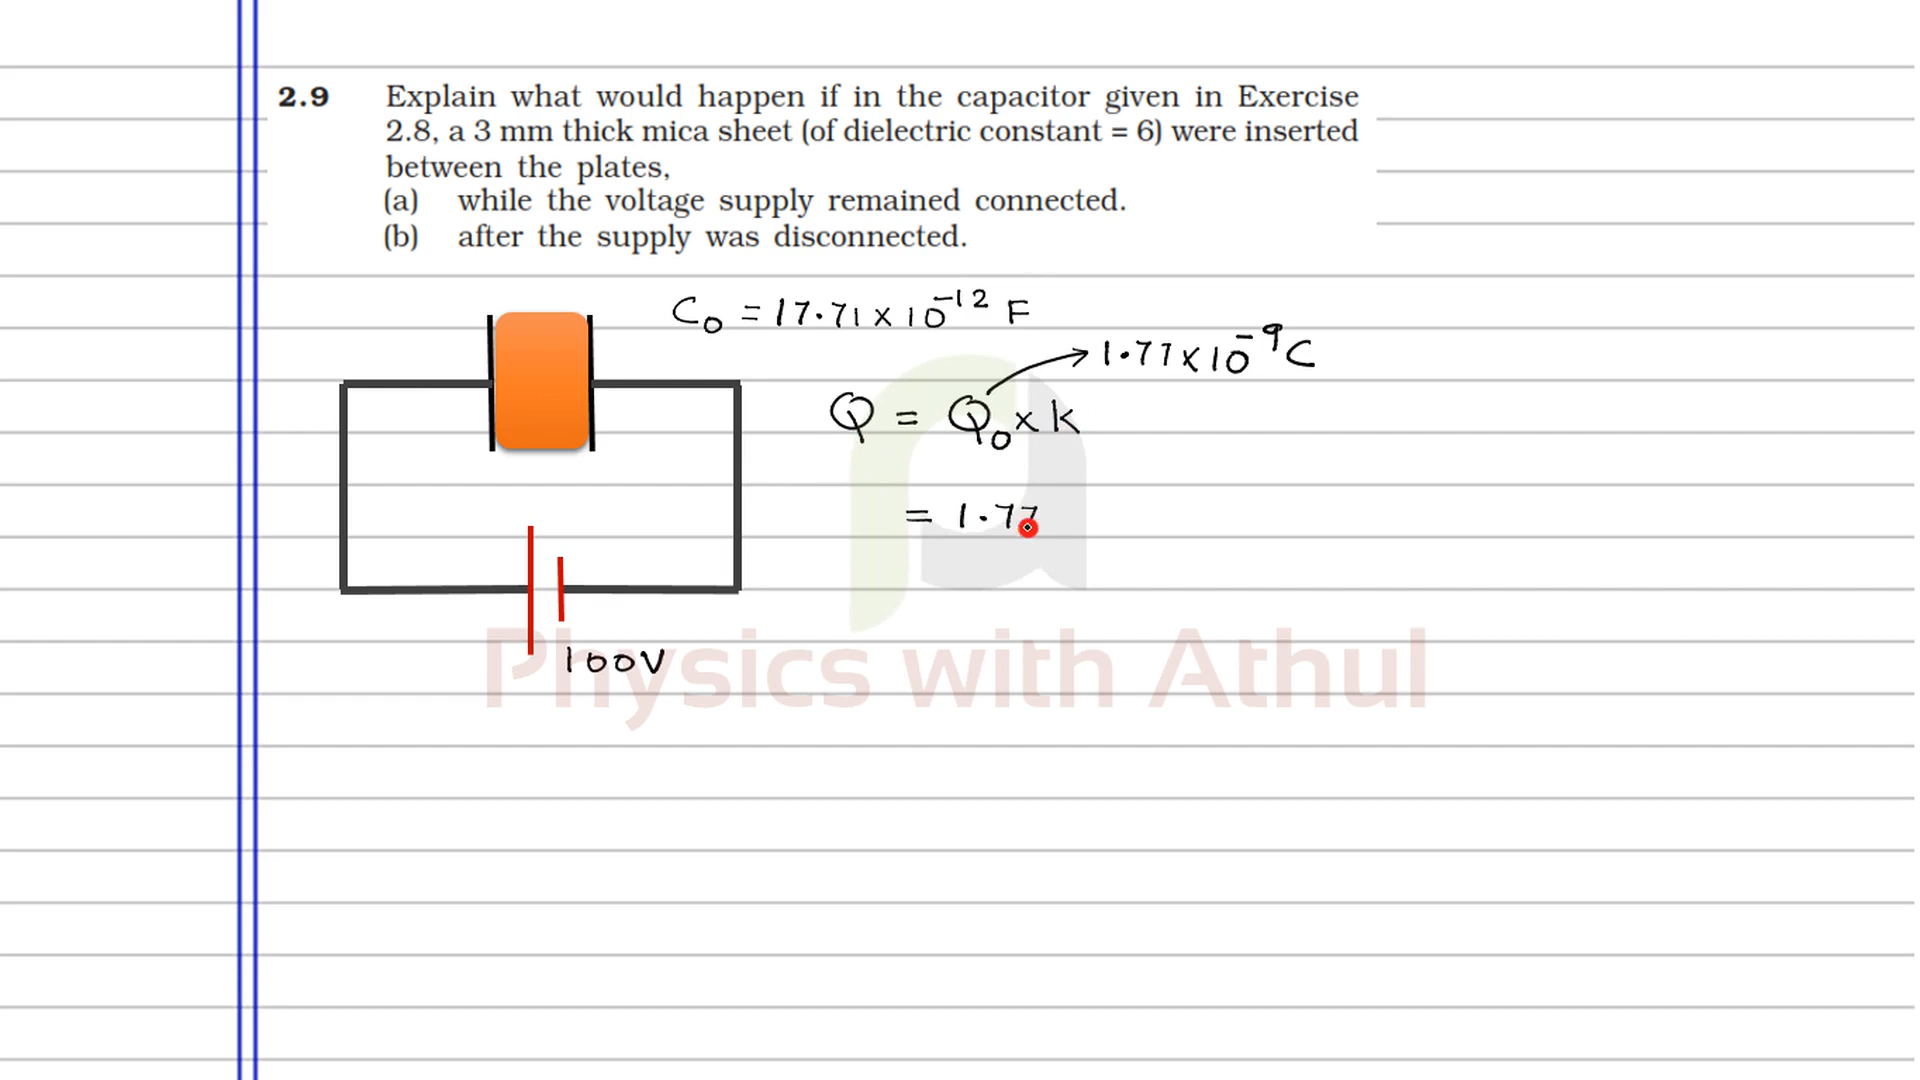 2.9 Explain what would happen if in the capacitor given in Exercise
2.8, a 3 mm thick mica sheet (of dielectric constant = 6) were inserted
between the plates,
(a) while the voltage supply remained connected.
(b) after the supply was disconnected.
C₀ = 17.71 × 10⁻¹² F
→ 1.77 × 10⁻⁹ C
Q = Q₀ × k
= 1.77
100V
Physics with Athul